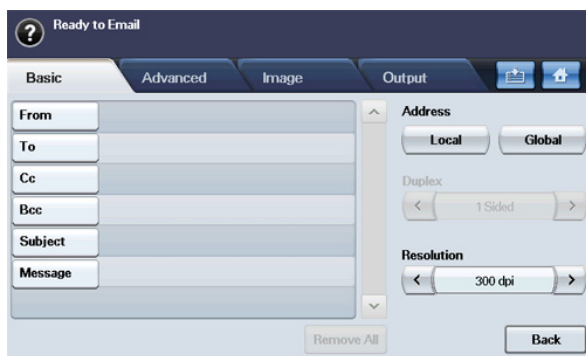 Ready to Email
Basic
Advanced
Image
Output
From
To
Cc
Bcc
Subject
Message
Address
Local
Global
Duplex
1 Sided
Resolution
300 dpi
Remove All
Back